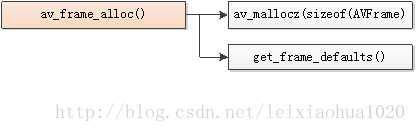 av_frame_alloc()
av_mallocz(sizeof(AVFrame)
get_frame_defaults()
http://blog.csdn.net/leixiaohua1020